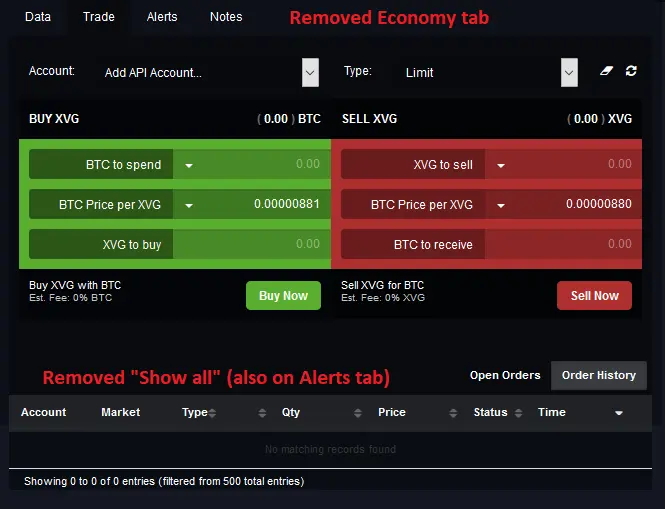 Data Trade Alerts Notes Removed Economy tab
Account: Add API Account... Type: Limit
BUY XVG ( 0.00 ) BTC SELL XVG ( 0.00 ) XVG
BTC to spend 0.00 XVG to sell 0.00
BTC Price per XVG 0.00000881 BTC Price per XVG 0.00000880
XVG to buy 0.00 BTC to receive 0.00
Buy XVG with BTC Buy Now Sell XVG for BTC Sell Now
Est. Fee: 0% BTC Est. Fee: 0% XVG
Removed "Show all" (also on Alerts tab) Open Orders Order History
Account Market Type Qty Price Status Time
No matching records found
Showing 0 to 0 of 0 entries (filtered from 500 total entries)